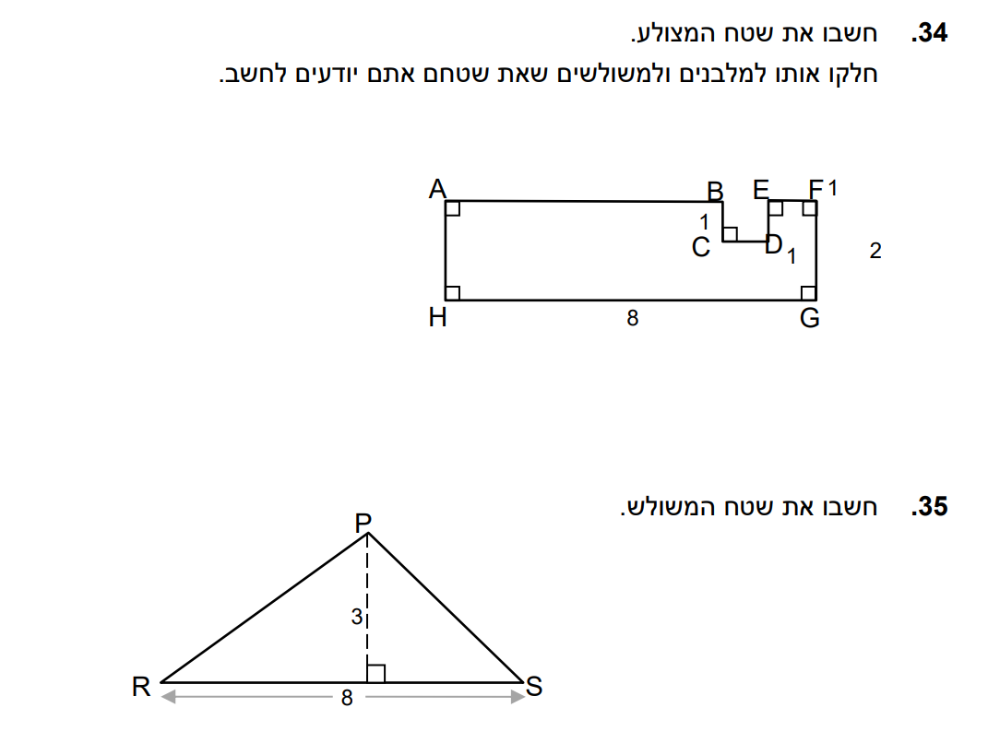 34. חשבו את שטח המצולע.
חלקו אותו למלבנים ולמשולשים שאת שטחם אתם יודעים לחשב.
A B E F 1
1
C D 1 2
H 8 G
35. חשבו את שטח המשולש.
P
3
R S
8